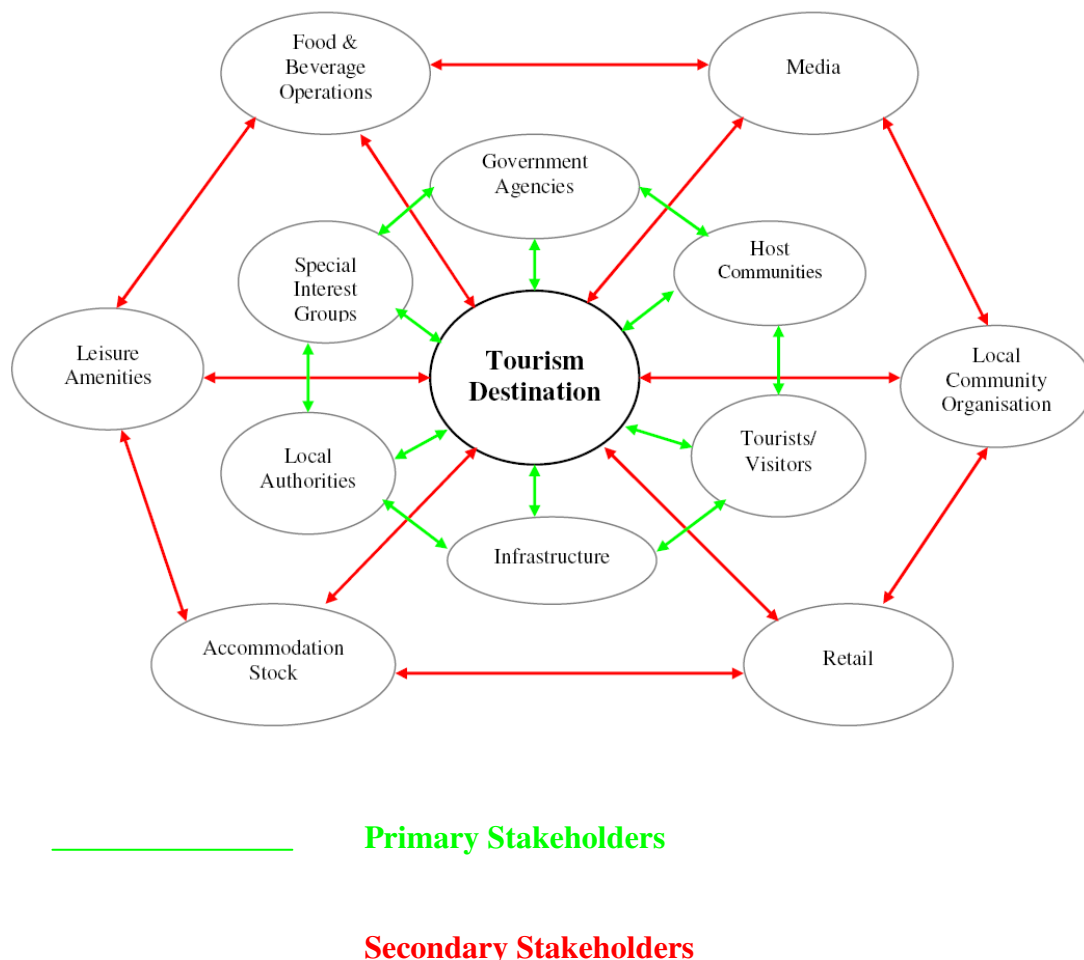 Food &
Beverage
Operations
Media
Government
Agencies
Special
Interest
Groups
Host
Communities
Leisure
Amenities
Tourism
Destination
Local
Community
Organisation
Local
Authorities
Tourists/
Visitors
Infrastructure
Accommodation
Stock
Retail
Primary Stakeholders
Secondary Stakeholders